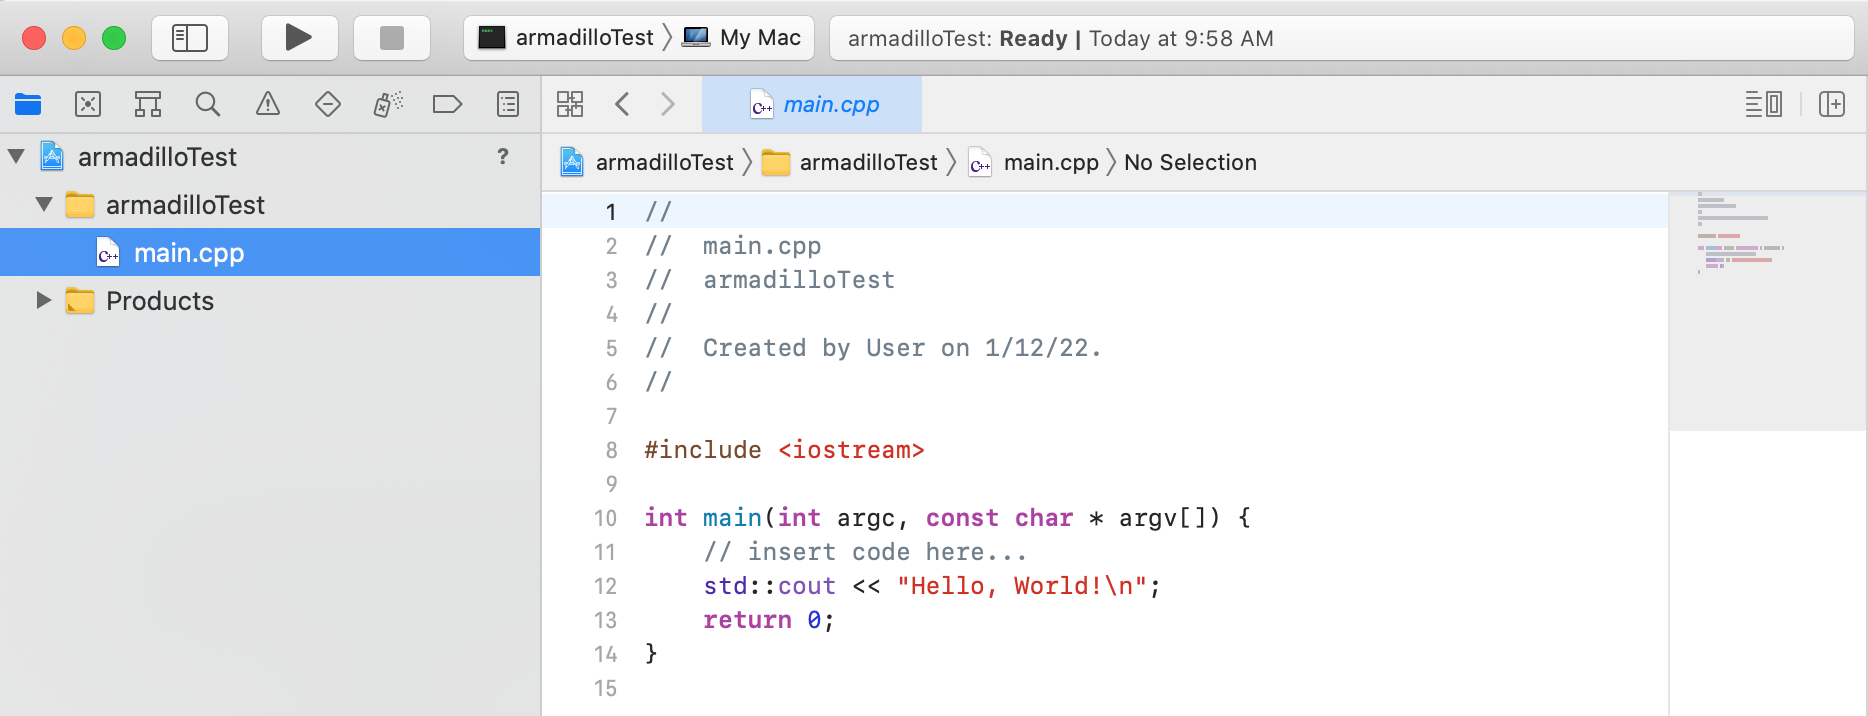 armadilloTest My Mac armadilloTest: Ready | Today at 9:58 AM
main.cpp
armadilloTest ?
armadilloTest
main.cpp
Products
armadilloTest armadilloTest main.cpp No Selection
1 //
2 //  main.cpp
3 //  armadilloTest
4 //
5 //  Created by User on 1/12/22.
6 //
7
8 #include <iostream>
9
10 int main(int argc, const char * argv[]) {
11     // insert code here...
12     std::cout << "Hello, World!\n";
13     return 0;
14 }
15